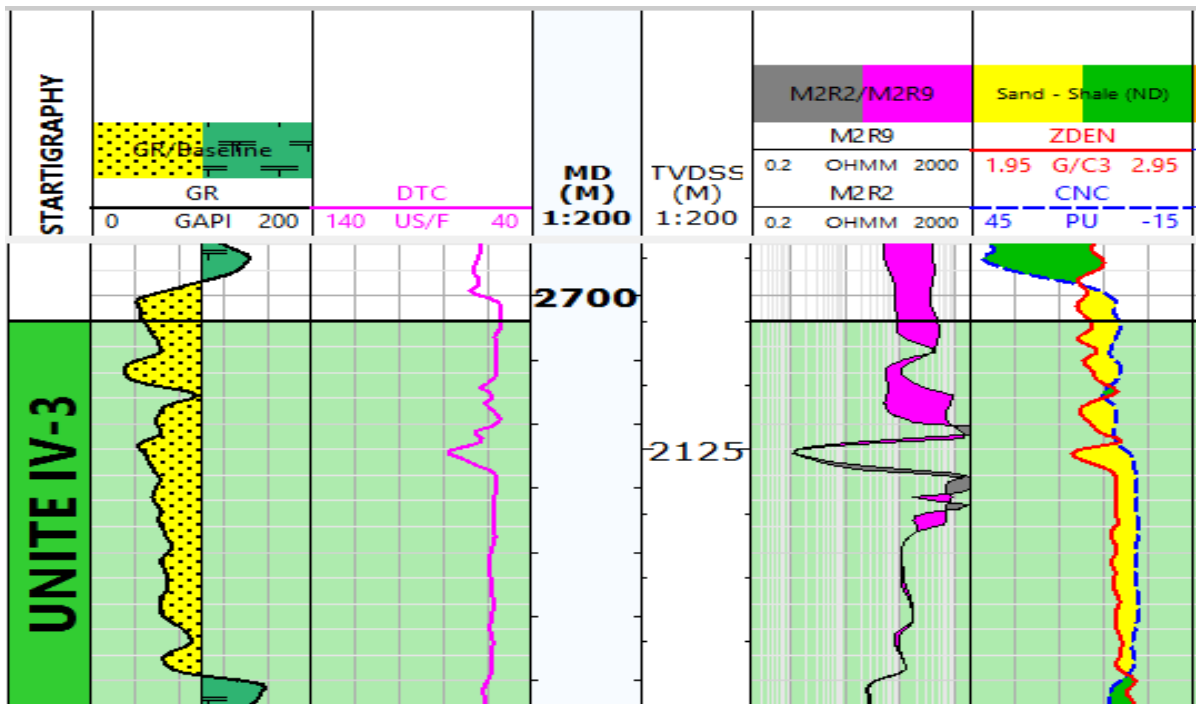 STARTIGRAPHY
GR/Baseline
GR
0 GAPI 200
DTC
140 US/F 40
MD
(M)
1:200
TVDSS
(M)
1:200
M2R2/M2R9
M2R9
0.2 OHMM 2000
M2R2
0.2 OHMM 2000
Sand - Shale (ND)
ZDEN
1.95 G/C3 2.95
CNC
45 PU -15
2700
2125
UNITE IV-3